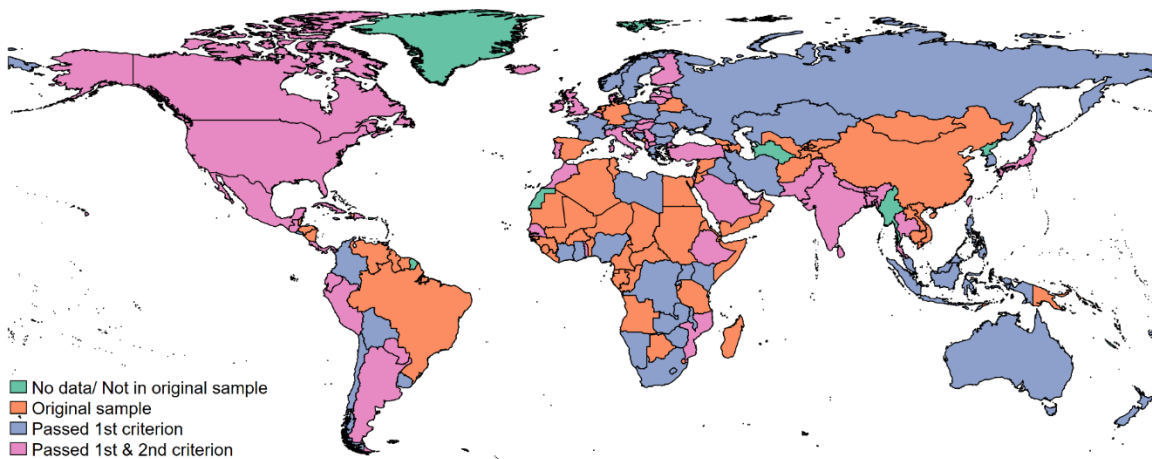 No data/ Not in original sample
Original sample
Passed 1st criterion
Passed 1st & 2nd criterion